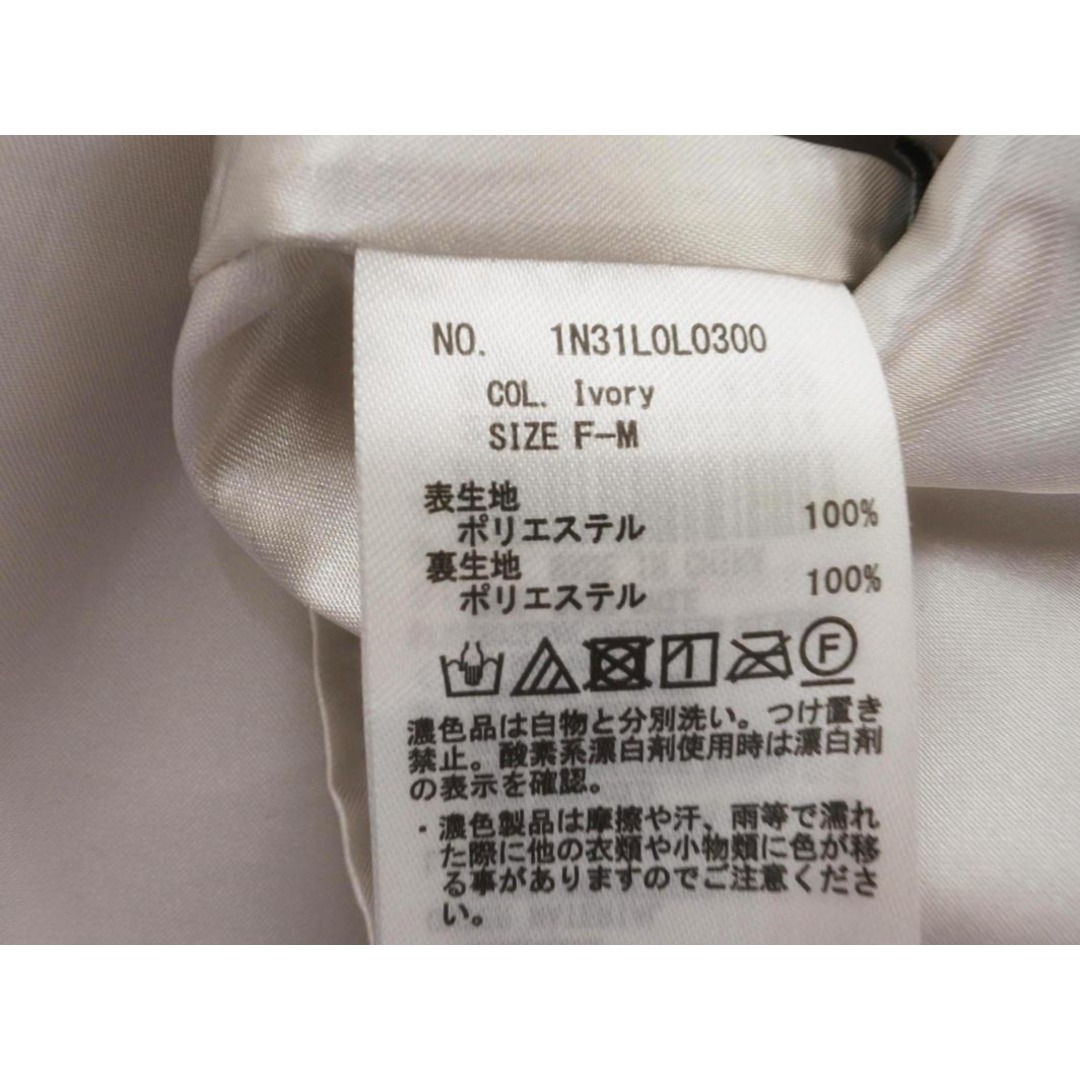 NO. 1N31L0L0300
COL. Ivory
SIZE F-M
表生地
ポリエステル 100%
裏生地
ポリエステル 100%
F
濃色品は白物と分別洗い。つけ置き
禁止。酸素系漂白剤使用時は漂白剤
の表示を確認。
・濃色製品は摩擦や汗、雨等で濡れ
た際に他の衣類や小物類に色が移
る事がありますのでご注意くださ
い。